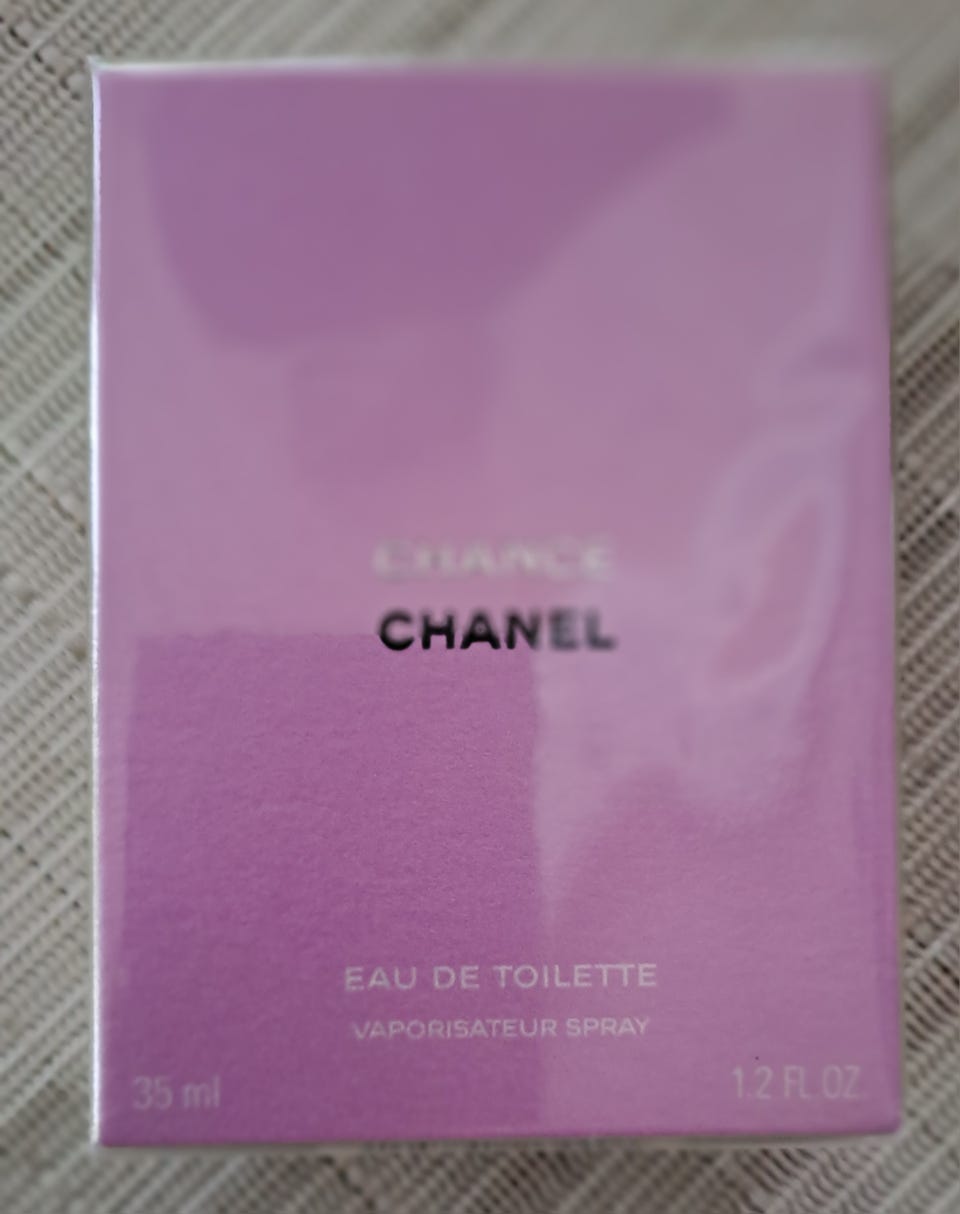 CHANCE
CHANEL
EAU DE TOILETTE
VAPORISATEUR SPRAY
35 ml
1.2 FL OZ.